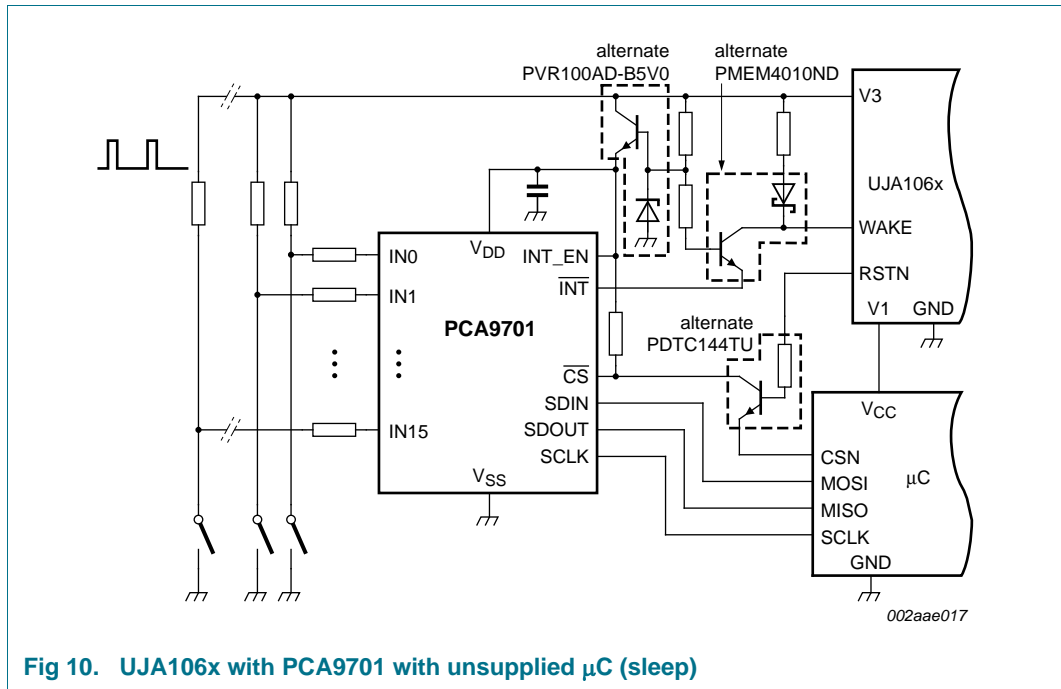 alternate
PVR100AD-B5V0
alternate
PMEM4010ND
V3
UJA106x
WAKE
RSTN
V1
GND
VDD
INT_EN
INT
IN0
IN1
PCA9701
alternate
PDTC144TU
CS
SDIN
SDOUT
SCLK
IN15
VSS
VCC
CSN
MOSI
MISO
SCLK
μC
GND
002aae017
Fig 10. UJA106x with PCA9701 with unsupplied μC (sleep)